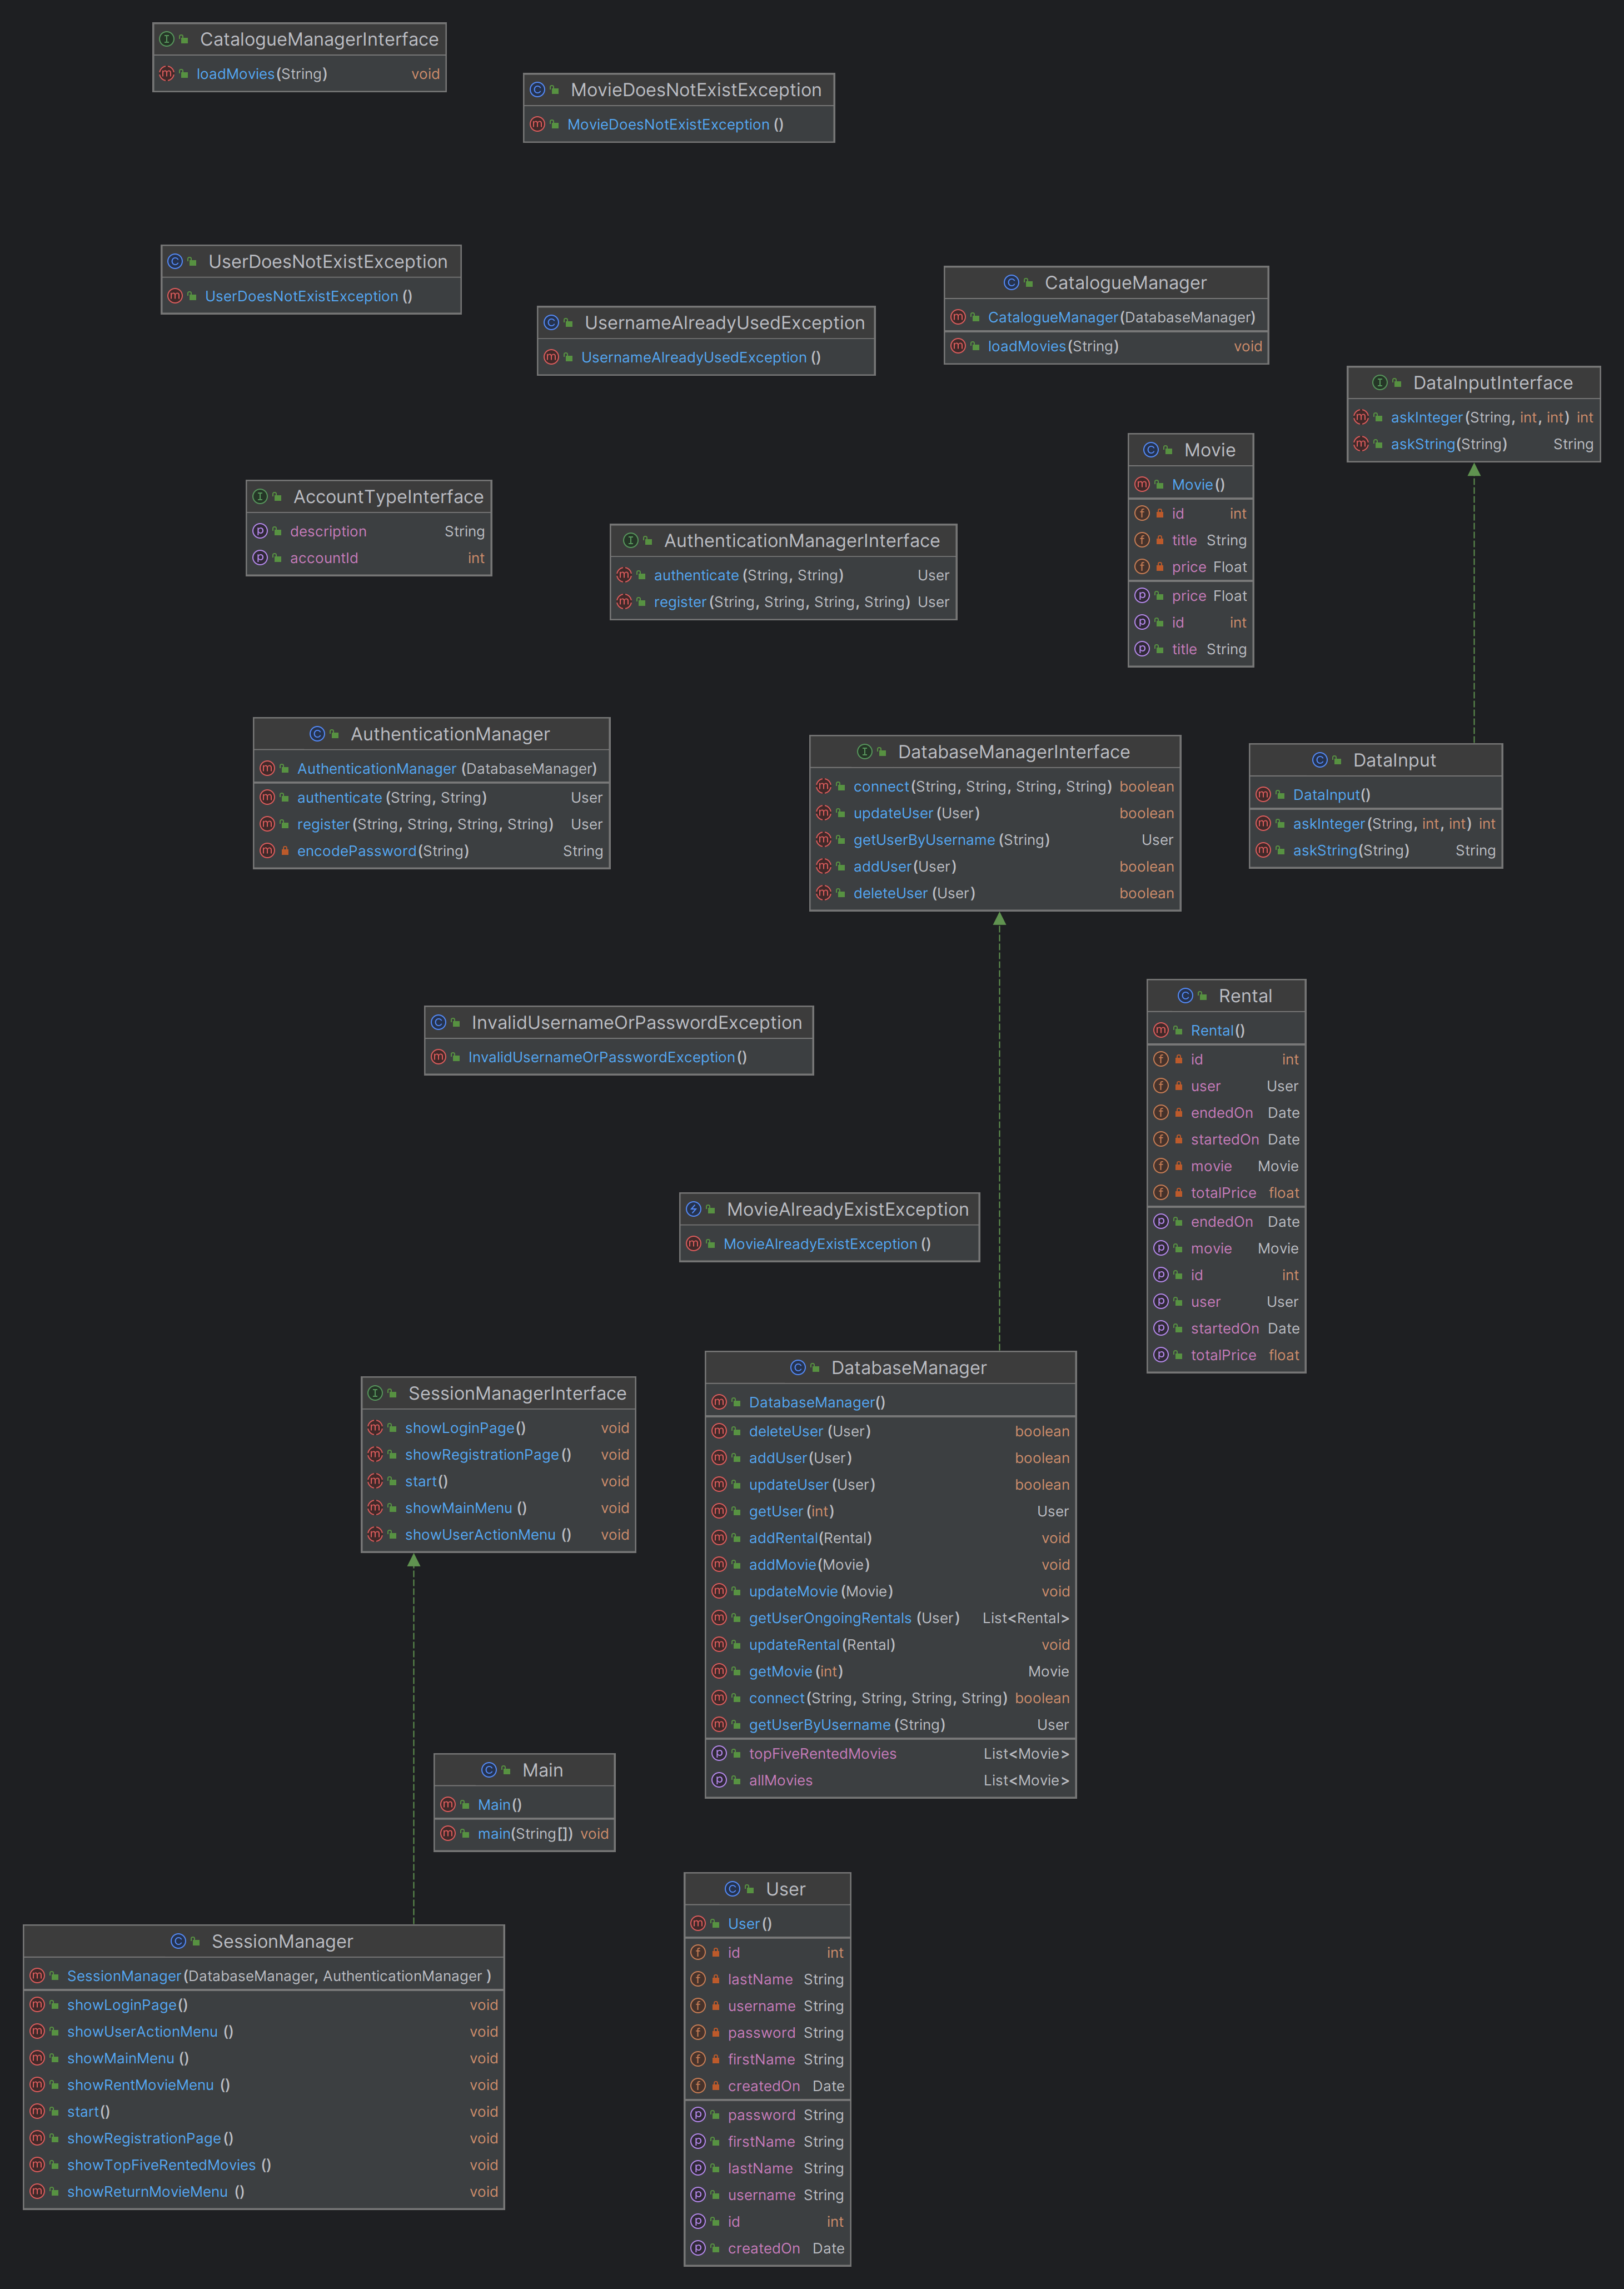 CatalogueManagerInterface
loadMovies(String) void
MovieDoesNotExistException
MovieDoesNotExistException ()
UserDoesNotExistException
UserDoesNotExistException ()
UsernameAlreadyUsedException
UsernameAlreadyUsedException ()
CatalogueManager
CatalogueManager(DatabaseManager)
loadMovies(String) void
DataInputInterface
askInteger(String, int, int) int
askString(String) String
Movie
Movie()
id int
title String
price Float
price Float
id int
title String
AccountTypeInterface
description String
accountId int
AuthenticationManagerInterface
authenticate (String, String) User
register(String, String, String, String) User
AuthenticationManager
AuthenticationManager (DatabaseManager)
authenticate (String, String) User
register(String, String, String, String) User
encodePassword(String) String
DatabaseManagerInterface
connect(String, String, String, String) boolean
updateUser (User) boolean
getUserByUsername (String) User
addUser(User) boolean
deleteUser (User) boolean
DataInput
DataInput()
askInteger(String, int, int) int
askString(String) String
InvalidUsernameOrPasswordException
InvalidUsernameOrPasswordException()
Rental
Rental()
id int
user User
endedOn Date
startedOn Date
movie Movie
totalPrice float
endedOn Date
movie Movie
id int
user User
startedOn Date
totalPrice float
MovieAlreadyExistException
MovieAlreadyExistException ()
SessionManagerInterface
showLoginPage() void
showRegistrationPage() void
start() void
showMainMenu () void
showUserActionMenu () void
DatabaseManager
DatabaseManager()
deleteUser (User) boolean
addUser(User) boolean
updateUser (User) boolean
getUser(int) User
addRental(Rental) void
addMovie(Movie) void
updateMovie (Movie) void
getUserOngoingRentals (User) List<Rental>
updateRental(Rental) void
getMovie (int) Movie
connect(String, String, String, String) boolean
getUserByUsername (String) User
topFiveRentedMovies List<Movie>
allMovies List<Movie>
Main
Main()
main(String[]) void
User
User()
id int
lastName String
username String
password String
firstName String
createdOn Date
password String
firstName String
lastName String
username String
id int
createdOn Date
SessionManager
SessionManager(DatabaseManager, AuthenticationManager )
showLoginPage() void
showUserActionMenu () void
showMainMenu () void
showRentMovieMenu () void
start() void
showRegistrationPage() void
showTopFiveRentedMovies () void
showReturnMovieMenu () void